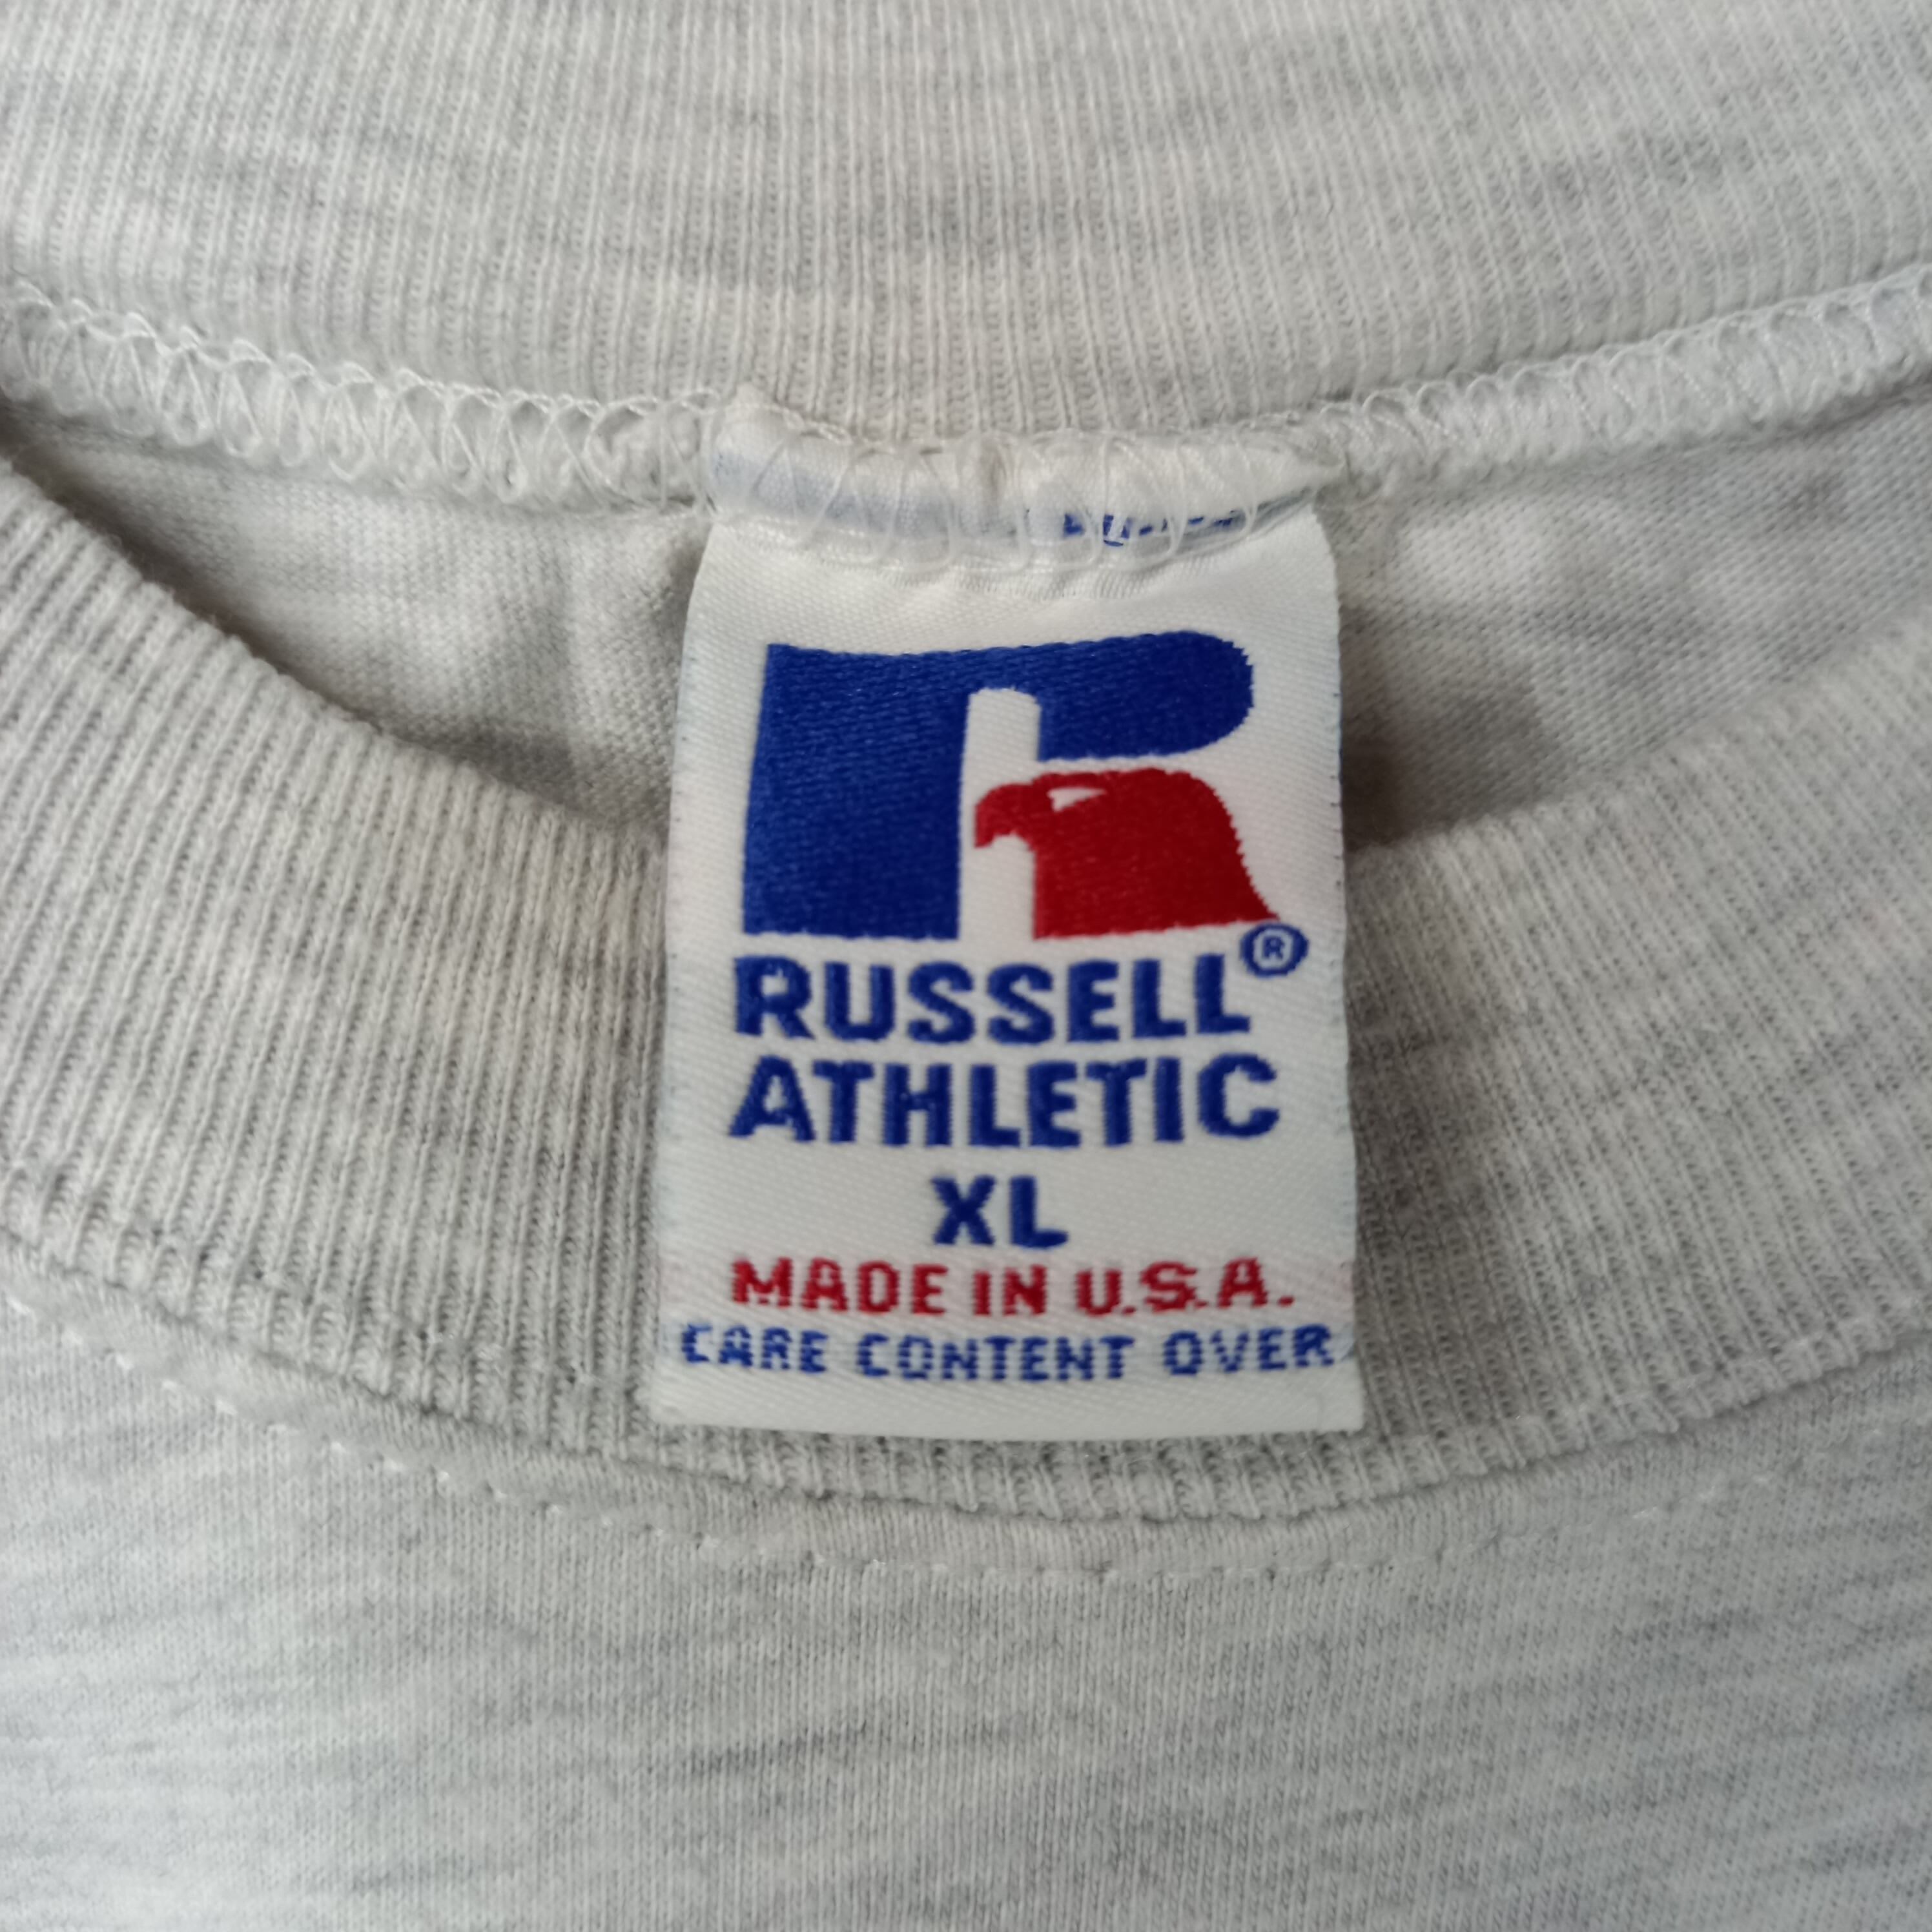 RUSSELL®
ATHLETIC
XL
MADE IN U.S.A.
CARE CONTENT OVER